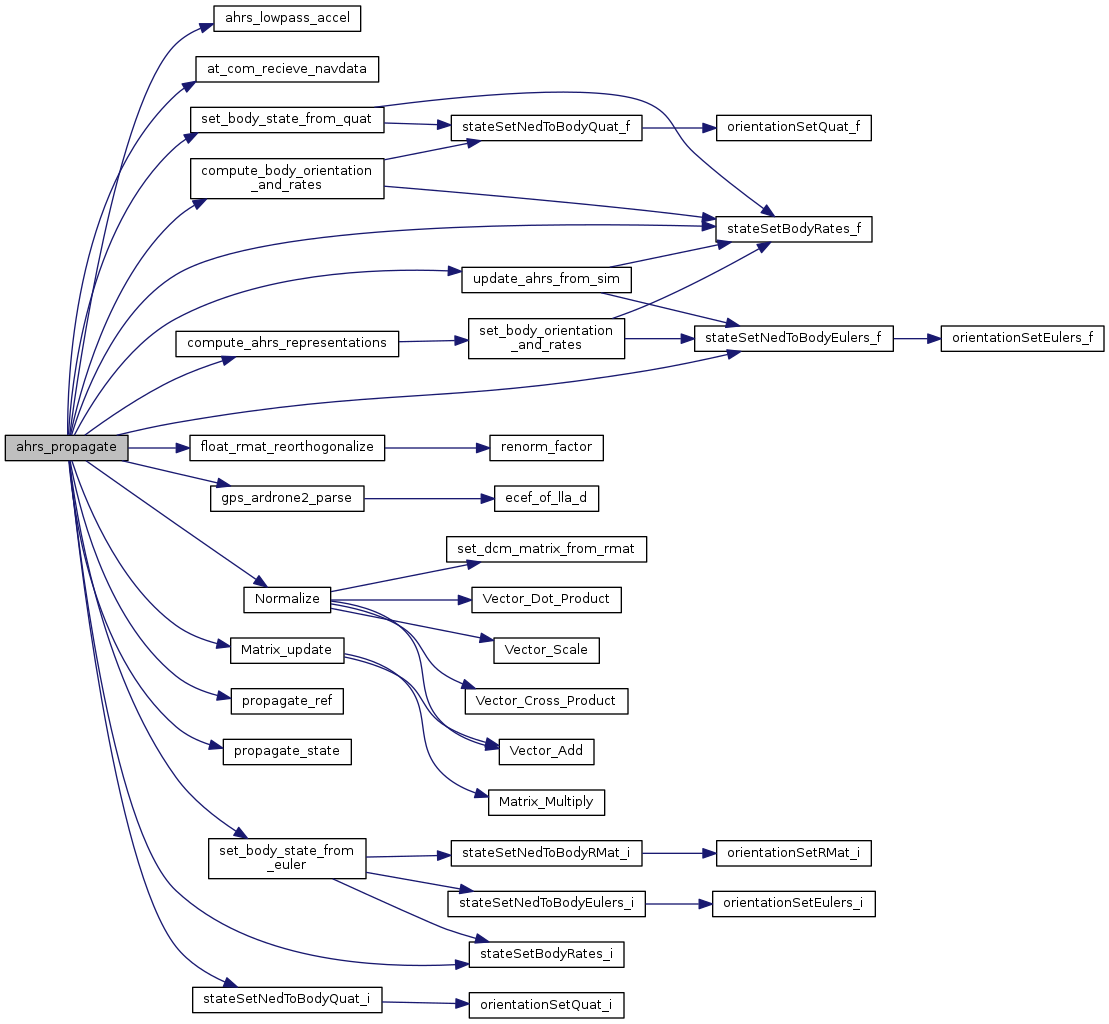 ahrs_lowpass_accel
at_com_recieve_navdata
set_body_state_from_quat
stateSetNedToBodyQuat_f
orientationSetQuat_f
compute_body_orientation
_and_rates
stateSetBodyRates_f
update_ahrs_from_sim
compute_ahrs_representations
set_body_orientation
_and_rates
stateSetNedToBodyEulers_f
orientationSetEulers_f
ahrs_propagate
float_rmat_reorthogonalize
renorm_factor
gps_ardrone2_parse
ecef_of_lla_d
set_dcm_matrix_from_rmat
Normalize
Vector_Dot_Product
Matrix_update
Vector_Scale
propagate_ref
Vector_Cross_Product
propagate_state
Vector_Add
Matrix_Multiply
set_body_state_from
_euler
stateSetNedToBodyRMat_i
orientationSetRMat_i
stateSetNedToBodyEulers_i
orientationSetEulers_i
stateSetBodyRates_i
stateSetNedToBodyQuat_i
orientationSetQuat_i